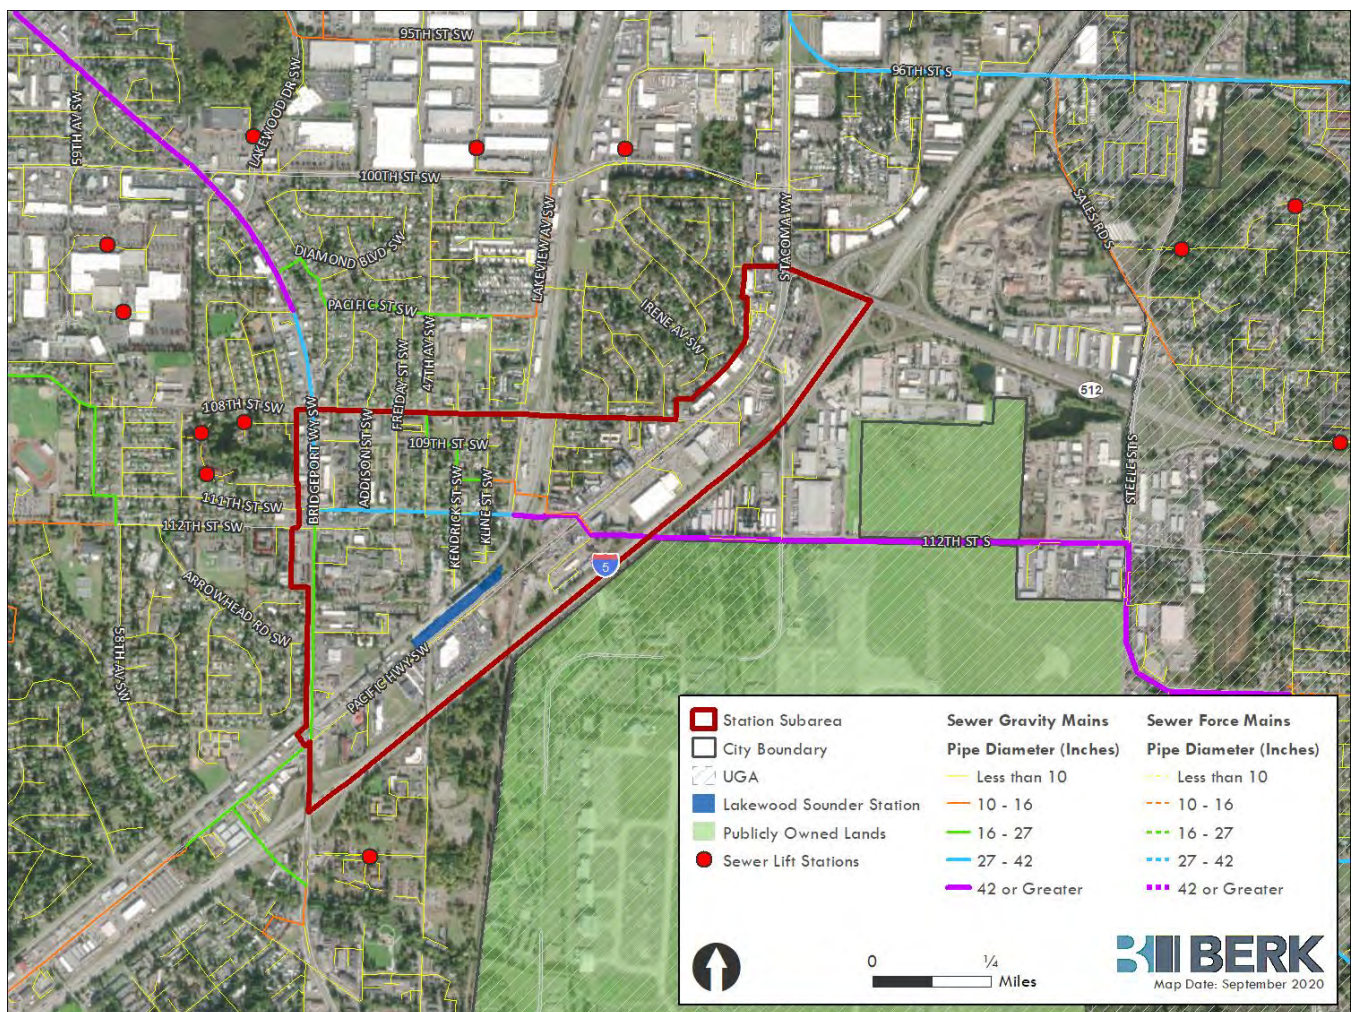 95TH ST SW
96TH ST S
59TH AV SW
LAKEWOOD DR SW
100TH ST SW
SALES RD S
S TACOMA WY
LAKEVIEW AV SW
DIAMOND BLVD SW
PACIFIC ST SW
IRENE AV SW
47TH AV SW
FREIDAY ST SW
512
108TH ST SW
BRIDGEPORT WY SW
ADDISON ST SW
109TH ST SW
STEELE ST S
KENDRICK ST SW
KLINE ST SW
111TH ST SW
112TH ST SW
112TH ST S
5
ARROWHEAD RD SW
58TH AV SW
PACIFIC HWY SW
Station Subarea
City Boundary
UGA
Lakewood Sounder Station
Publicly Owned Lands
Sewer Lift Stations
Sewer Gravity Mains
Pipe Diameter (Inches)
Less than 10
10 - 16
16 - 27
27 - 42
42 or Greater
Sewer Force Mains
Pipe Diameter (Inches)
Less than 10
10 - 16
16 - 27
27 - 42
42 or Greater
0 ¼
Miles
BERK
Map Date: September 2020